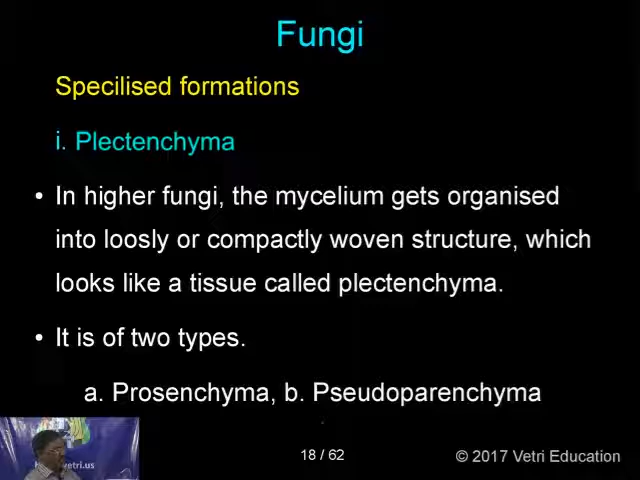 Fungi
Specilised formations
i. Plectenchyma
• In higher fungi, the mycelium gets organised
into loosly or compactly woven structure, which
looks like a tissue called plectenchyma.
• It is of two types.
a. Prosenchyma, b. Pseudoparenchyma
18 / 62
© 2017 Vetri Education